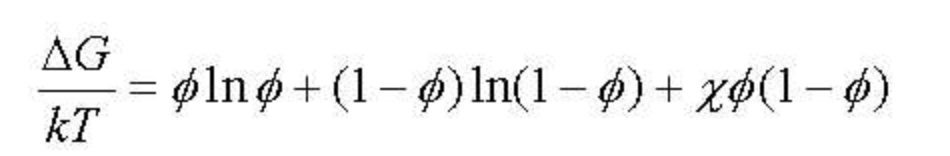 ΔG/kT = ϕ ln ϕ + (1 − ϕ) ln(1 − ϕ) + χϕ(1 − ϕ)